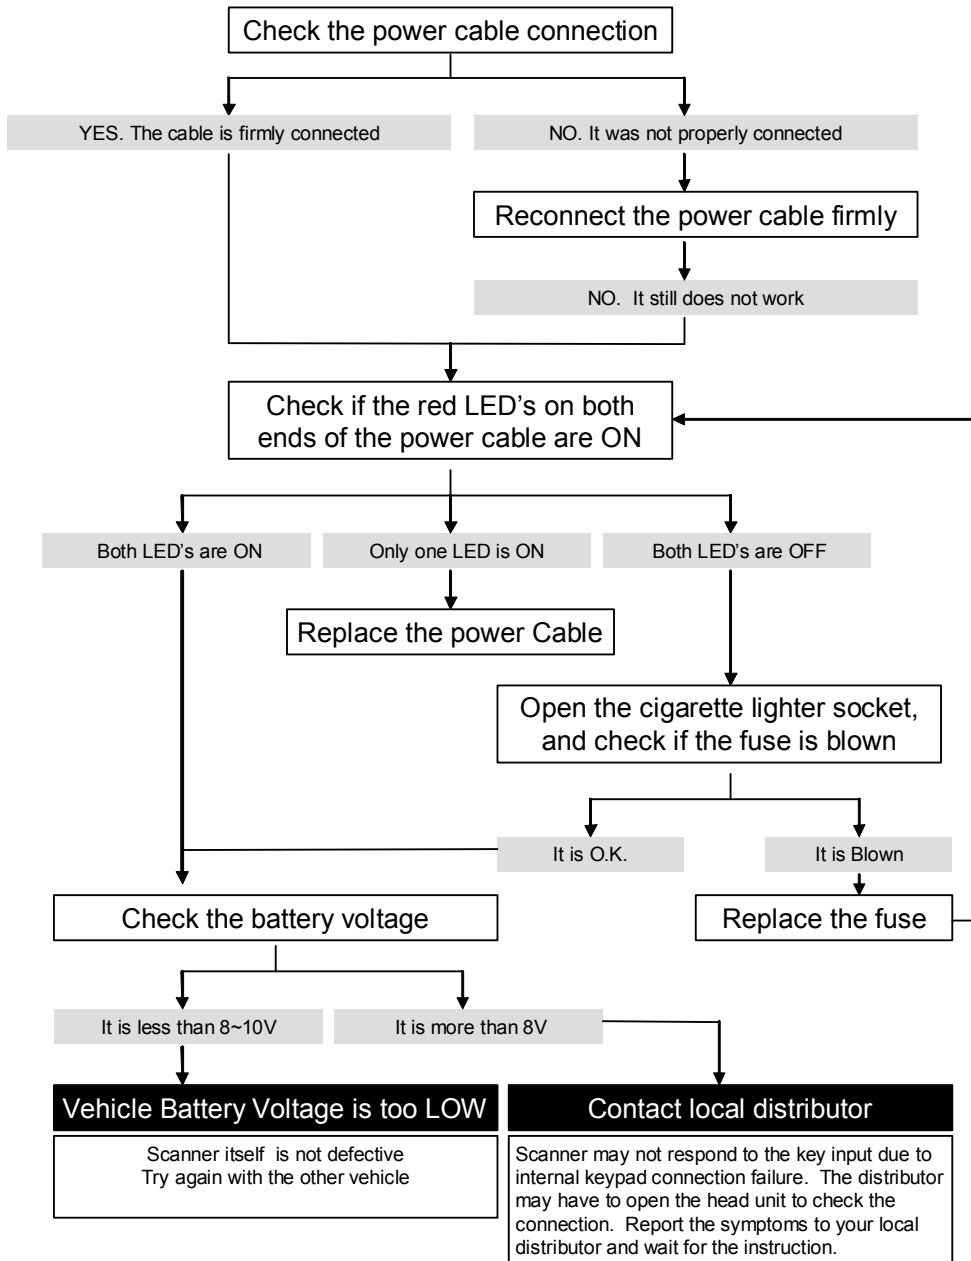 Check the power cable connection
YES. The cable is firmly connected
NO. It was not properly connected
Reconnect the power cable firmly
NO.  It still does not work
Check if the red LED's on both
ends of the power cable are ON
Both LED's are ON
Only one LED is ON
Both LED's are OFF
Replace the power Cable
Open the cigarette lighter socket,
and check if the fuse is blown
It is O.K.
It is Blown
Check the battery voltage
Replace the fuse
It is less than 8~10V
It is more than 8V
Vehicle Battery Voltage is too LOW
Scanner itself  is not defective
Try again with the other vehicle
Contact local distributor
Scanner may not respond to the key input due to
internal keypad connection failure.  The distributor
may have to open the head unit to check the
connection.  Report the symptoms to your local
distributor and wait for the instruction.